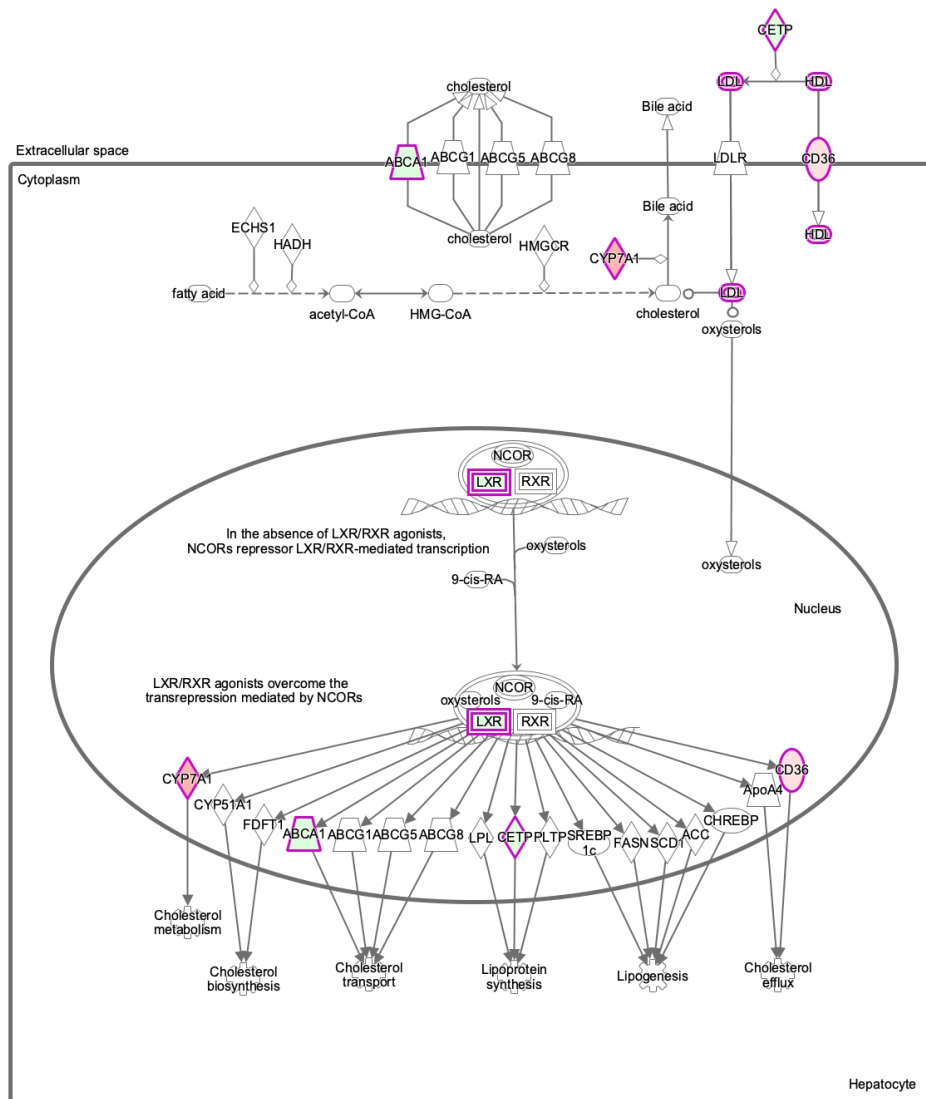 CETP
LDL
HDL
cholesterol
Bile acid
Extracellular space
ABCA1
ABCG1
ABCG5
ABCG8
LDLR
CD36
Cytoplasm
Bile acid
ECHS1
HADH
cholesterol
HMGCR
CYP7A1
HDL
fatty acid
acetyl-CoA
HMG-CoA
cholesterol
LDL
oxysterols
NCOR
LXR
RXR
In the absence of LXR/RXR agonists,
NCORs repressor LXR/RXR-mediated transcription
oxysterols
9-cis-RA
oxysterols
Nucleus
LXR/RXR agonists overcome the
transrepression mediated by NCORs
NCOR
oxysterols
9-cis-RA
LXR
RXR
CYP7A1
CYP51A1
FDFT1
ABCA1
ABCG1
ABCG5
ABCG8
LPL
CETP
PLTP
SREBP
1c
FASN
SCD1
ACC
CHREBP
ApoA4
CD36
Cholesterol
metabolism
Cholesterol
biosynthesis
Cholesterol
transport
Lipoprotein
synthesis
Lipogenesis
Cholesterol
efflux
Hepatocyte